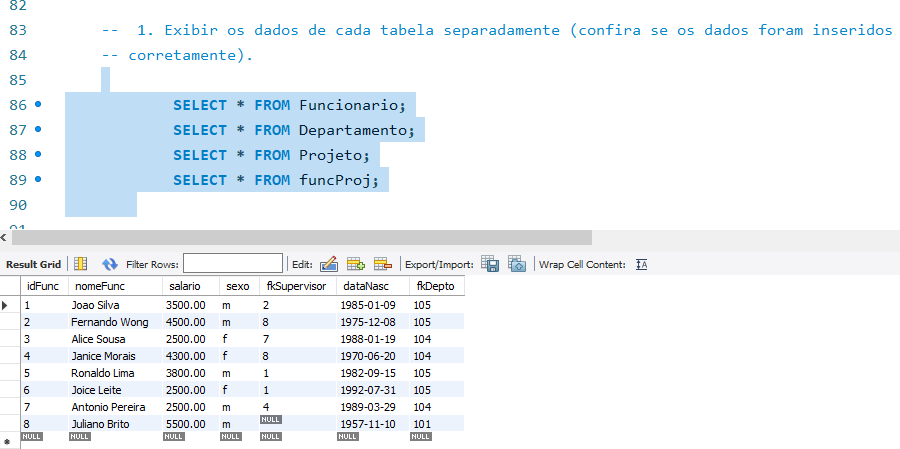 82
83 -- 1. Exibir os dados de cada tabela separadamente (confira se os dados foram inseridos
84 -- corretamente).
85
86 SELECT * FROM Funcionario;
87 SELECT * FROM Departamento;
88 SELECT * FROM Projeto;
89 SELECT * FROM funcProj;
90
91
Result Grid Filter Rows: Edit: Export/Import: Wrap Cell Content: IA
idFunc nomeFunc salario sexo fkSupervisor dataNasc fkDepto
1 Joao Silva 3500.00 m 2 1985-01-09 105
2 Fernando Wong 4500.00 m 8 1975-12-08 105
3 Alice Sousa 2500.00 f 7 1988-01-19 104
4 Janice Morais 4300.00 f 8 1970-06-20 104
5 Ronaldo Lima 3800.00 m 1 1982-09-15 105
6 Joice Leite 2500.00 f 1 1992-07-31 105
7 Antonio Pereira 2500.00 m 4 1989-03-29 104
8 Juliano Brito 5500.00 m NULL 1957-11-10 101
NULL NULL NULL NULL NULL NULL NULL